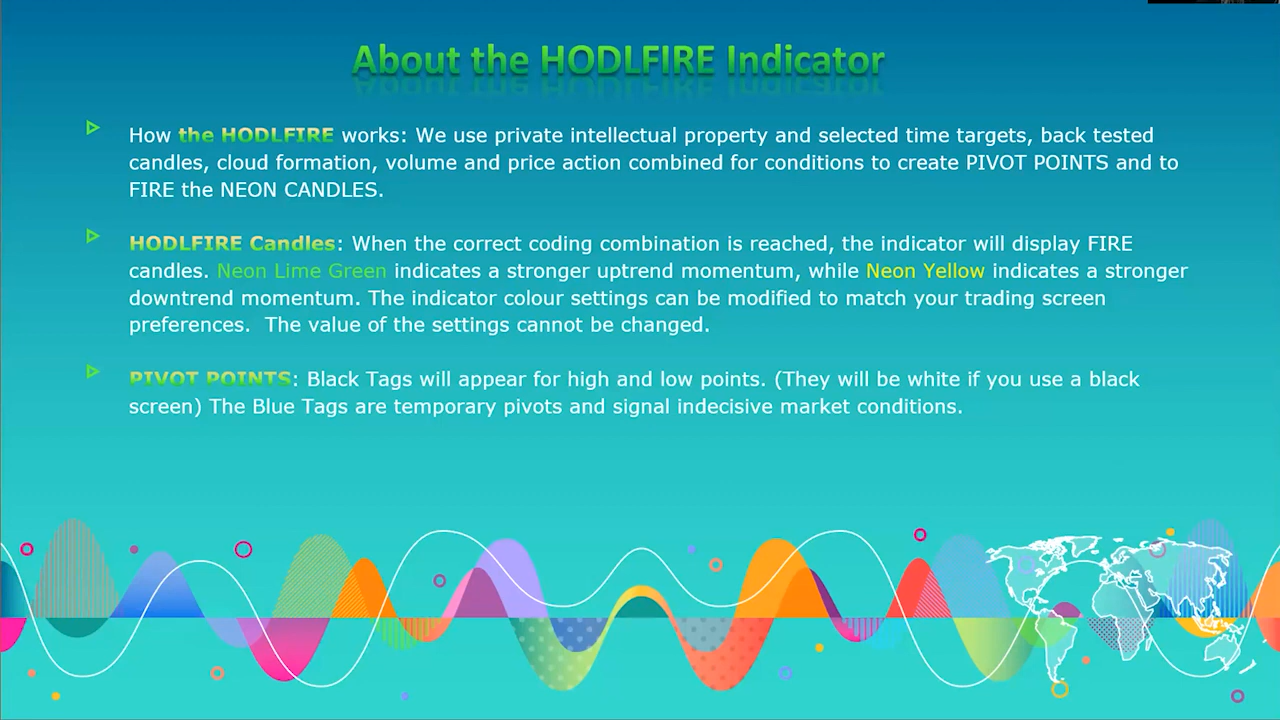 About the HODLFIRE Indicator
How the HODLFIRE works: We use private intellectual property and selected time targets, back tested
candles, cloud formation, volume and price action combined for conditions to create PIVOT POINTS and to
FIRE the NEON CANDLES.
HODLFIRE Candles: When the correct coding combination is reached, the indicator will display FIRE
candles. Neon Lime Green indicates a stronger uptrend momentum, while Neon Yellow indicates a stronger
downtrend momentum. The indicator colour settings can be modified to match your trading screen
preferences.  The value of the settings cannot be changed.
PIVOT POINTS: Black Tags will appear for high and low points. (They will be white if you use a black
screen) The Blue Tags are temporary pivots and signal indecisive market conditions.